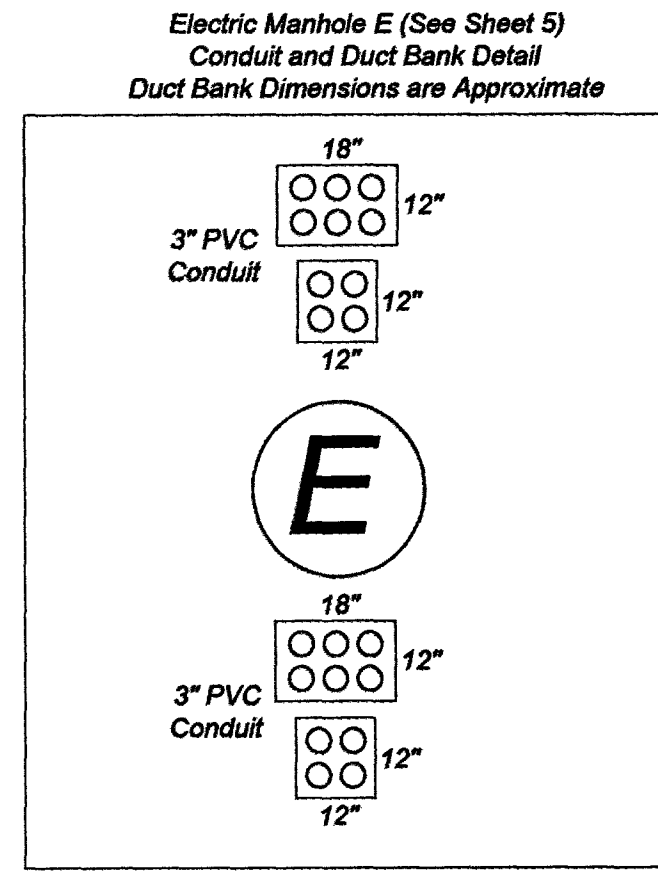 Electric Manhole E (See Sheet 5)
Conduit and Duct Bank Detail
Duct Bank Dimensions are Approximate
18"
12"
3" PVC
Conduit
12"
12"
E
18"
12"
3" PVC
Conduit
12"
12"